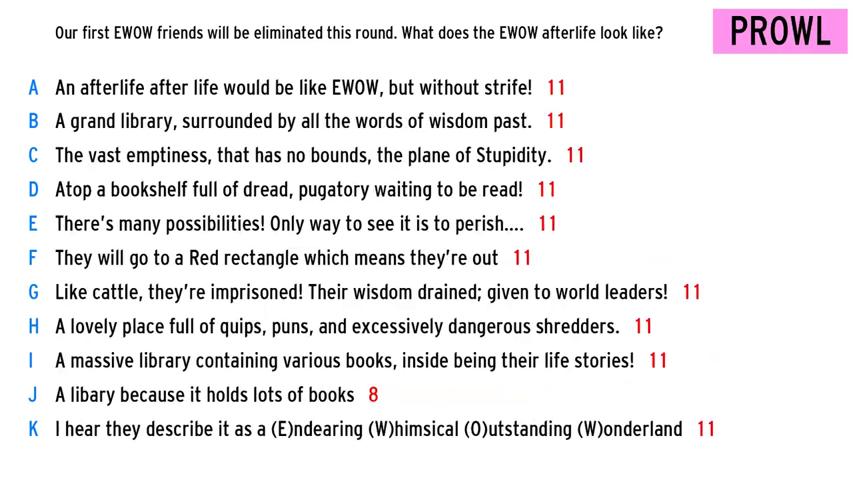 Our first EWOW friends will be eliminated this round. What does the EWOW afterlife look like?
PROWL
A An afterlife after life would be like EWOW, but without strife! 11
B A grand library, surrounded by all the words of wisdom past. 11
C The vast emptiness, that has no bounds, the plane of Stupidity. 11
D Atop a bookshelf full of dread, pugatory waiting to be read! 11
E There's many possibilities! Only way to see it is to perish.... 11
F They will go to a Red rectangle which means they're out 11
G Like cattle, they're imprisoned! Their wisdom drained; given to world leaders! 11
H A lovely place full of quips, puns, and excessively dangerous shredders. 11
I A massive library containing various books, inside being their life stories! 11
J A libary because it holds lots of books 8
K I hear they describe it as a (E)ndearing (W)himsical (O)utstanding (W)onderland 11